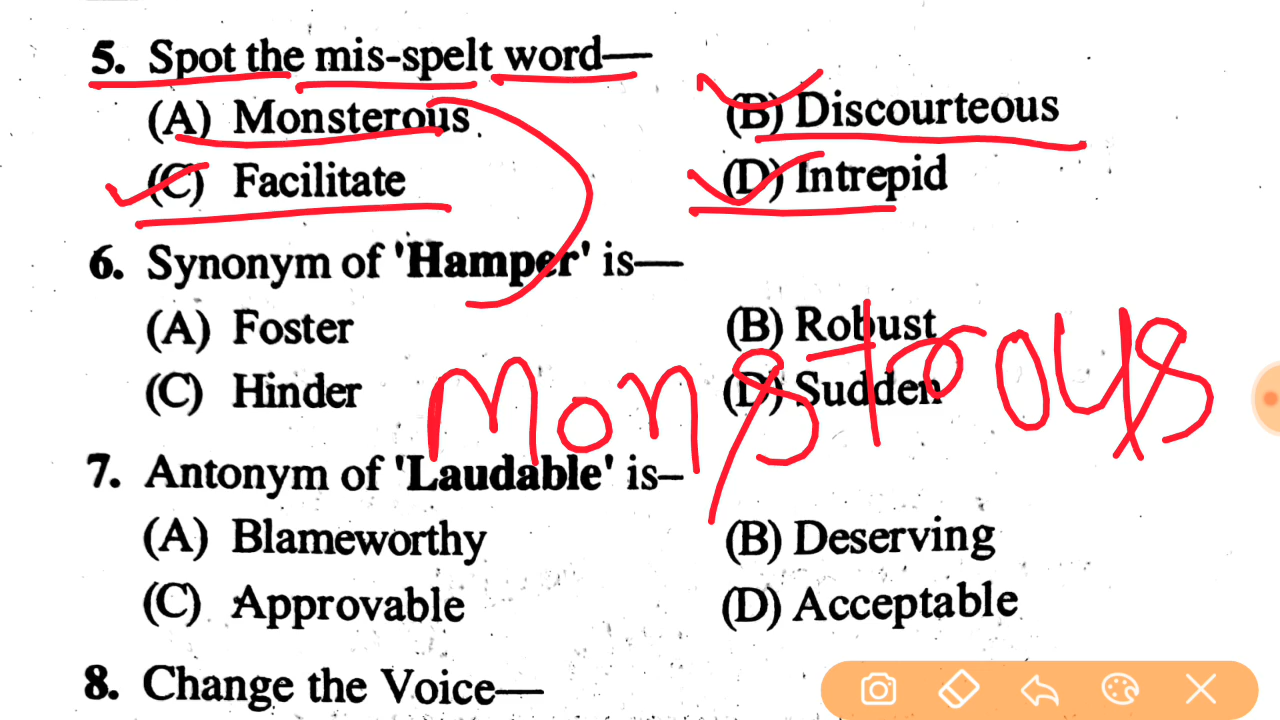 5. Spot the mis-spelt word—
(A) Monsterous. (B) Discourteous
(C) Facilitate (D) Intrepid
6. Synonym of 'Hamper' is—
(A) Foster (B) Robust
(C) Hinder (D) Sudden
Monstrous
7. Antonym of 'Laudable' is–
(A) Blameworthy (B) Deserving
(C) Approvable (D) Acceptable
8. Change the Voice—